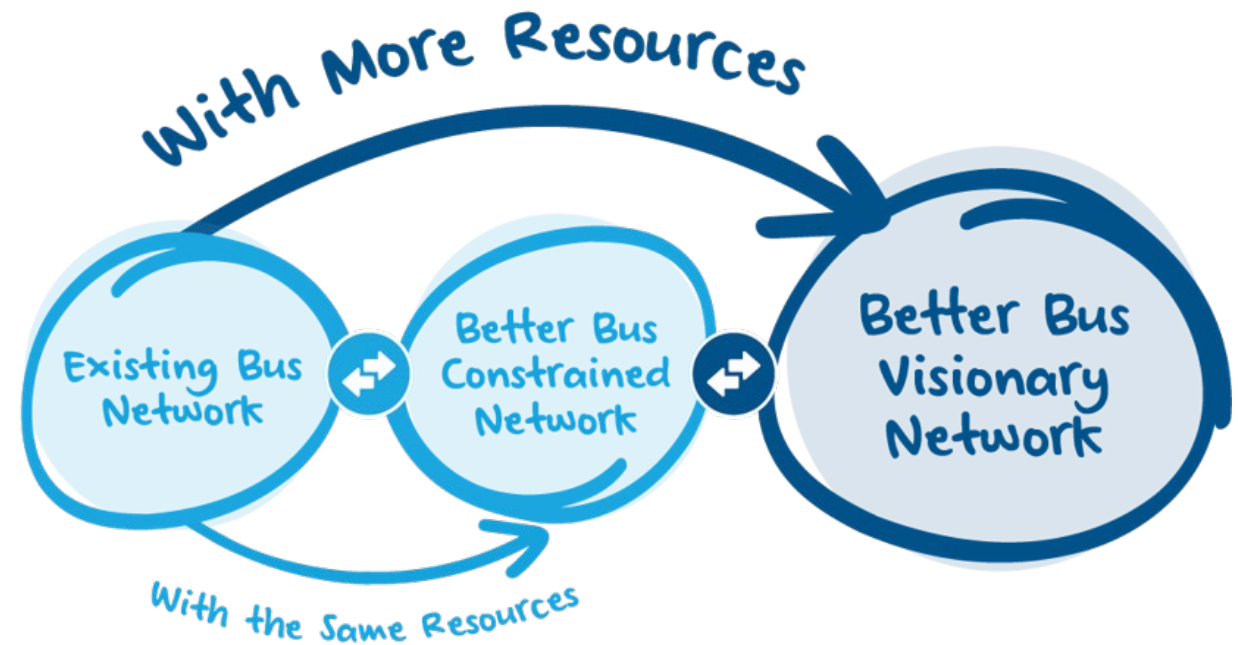 With More Resources
Existing Bus
Network
Better Bus
Constrained
Network
Better Bus
Visionary
Network
With the Same Resources